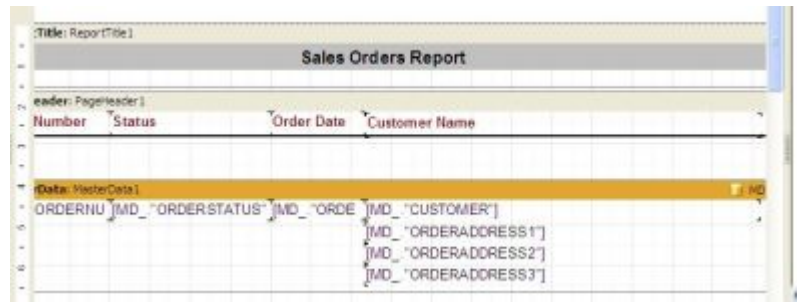 :Title: ReportTitle1
Sales Orders Report
eader: PageHeader1
Number Status Order Date Customer Name
rData: MasterData1 MD
ORDERNU [MD_."ORDERSTATUS" [MD_."ORDE [MD_."CUSTOMER"]
[MD_."ORDERADDRESS1"]
[MD_."ORDERADDRESS2"]
[MD_."ORDERADDRESS3"]